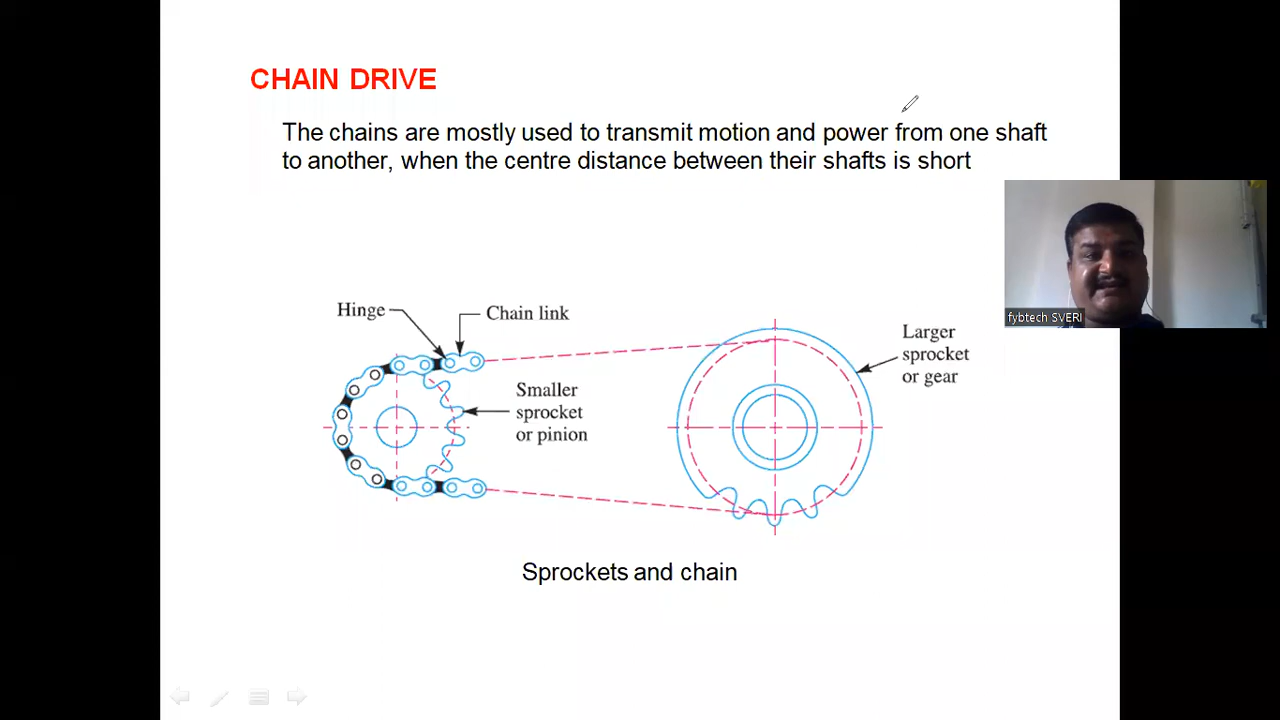 CHAIN DRIVE
The chains are mostly used to transmit motion and power from one shaft
to another, when the centre distance between their shafts is short
fybtech SVERI
Hinge
Chain link
Larger
sprocket
or gear
Smaller
sprocket
or pinion
Sprockets and chain